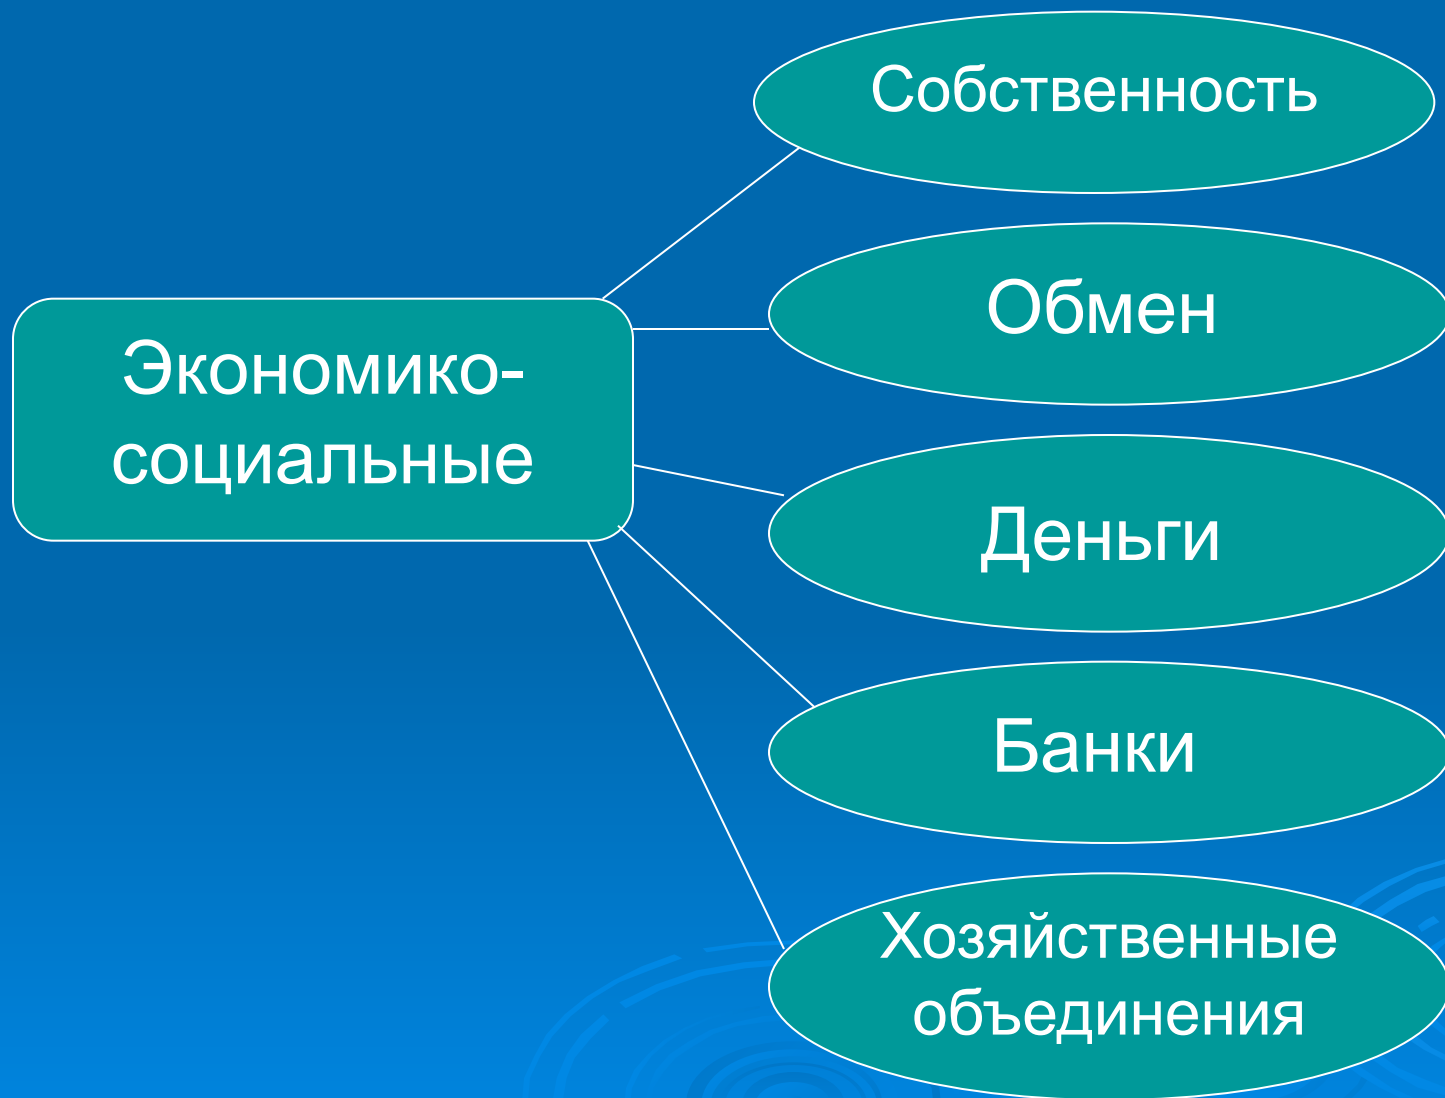 Собственность
Обмен
Экономико-
социальные
Деньги
Банки
Хозяйственные
объединения